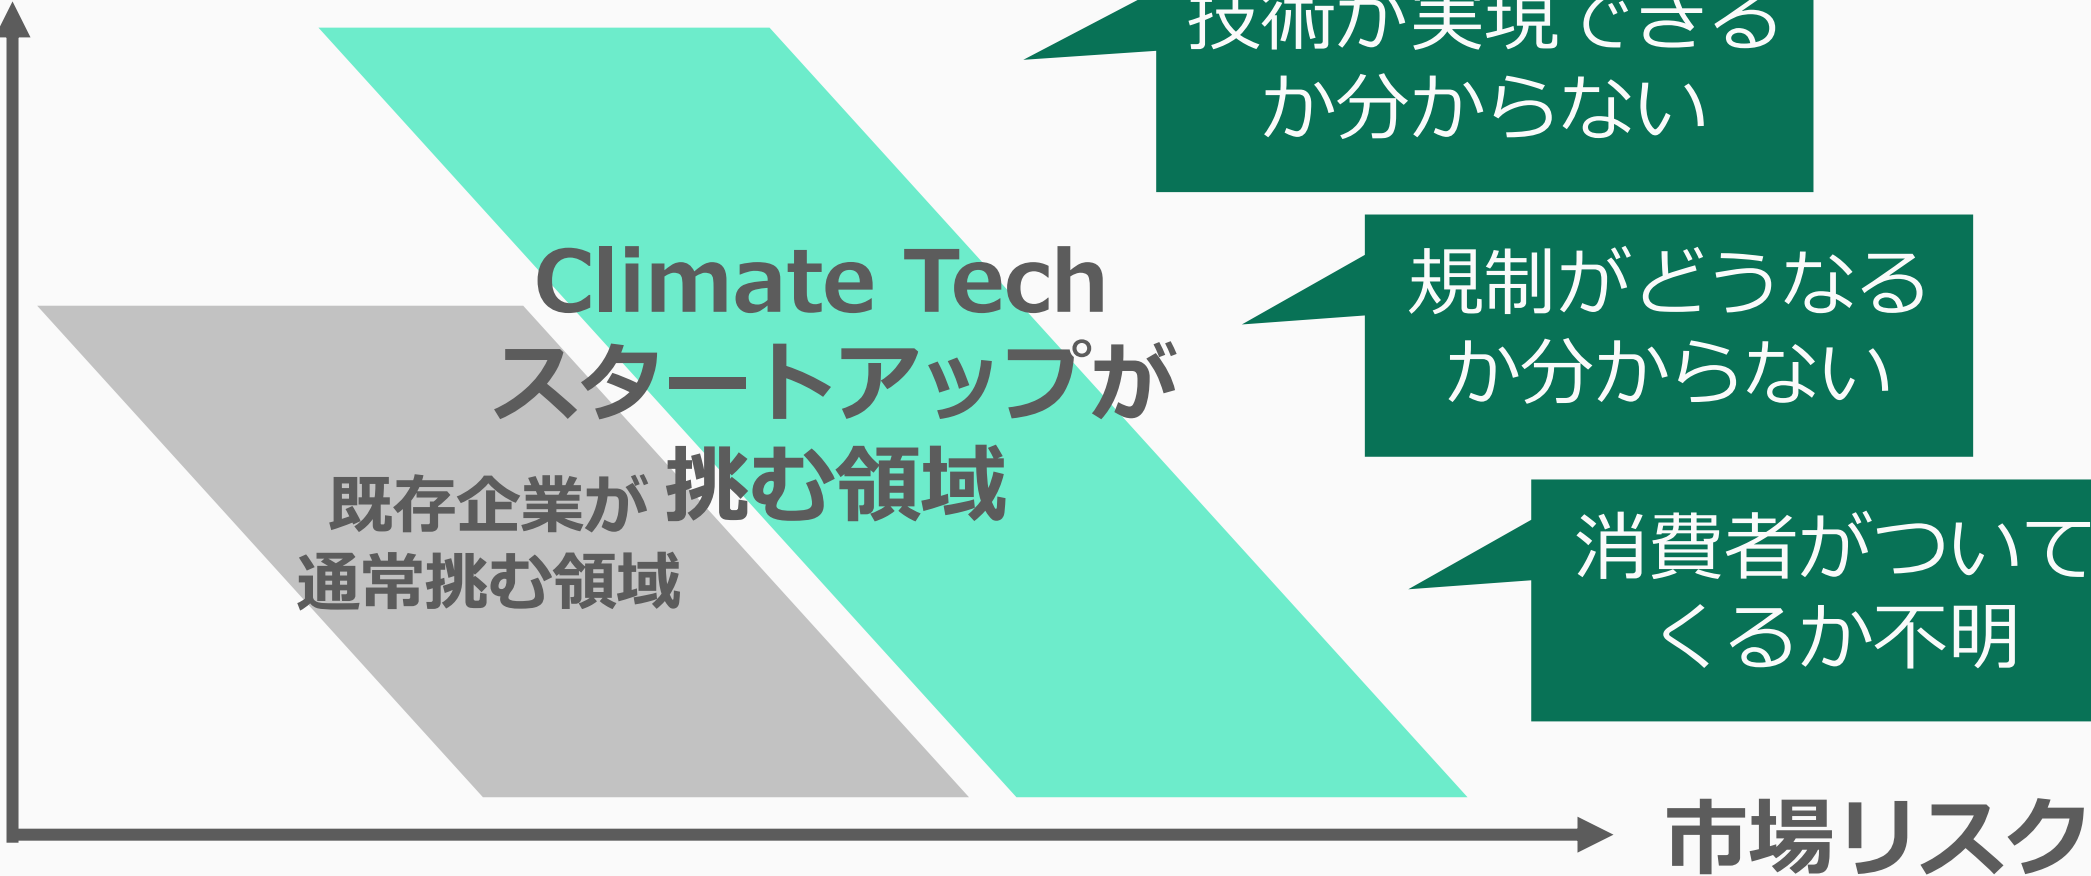 技術が実現できる
か分からない
Climate Tech
スタートアップが
挑む領域
規制がどうなる
か分からない
既存企業が
通常挑む領域
消費者がついて
くるか不明
市場リスク